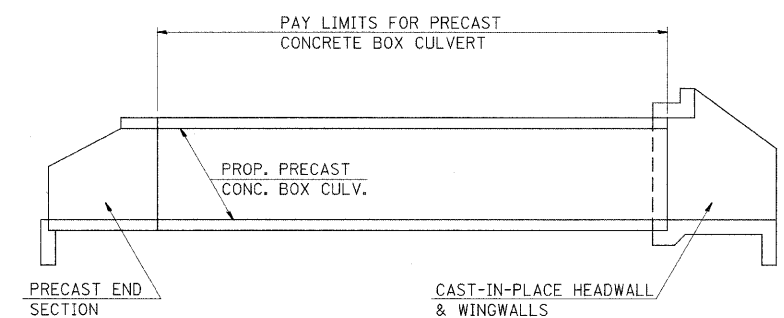 PAY LIMITS FOR PRECAST
CONCRETE BOX CULVERT
PROP. PRECAST
CONC. BOX CULV.
PRECAST END
SECTION
CAST-IN-PLACE HEADWALL
& WINGWALLS